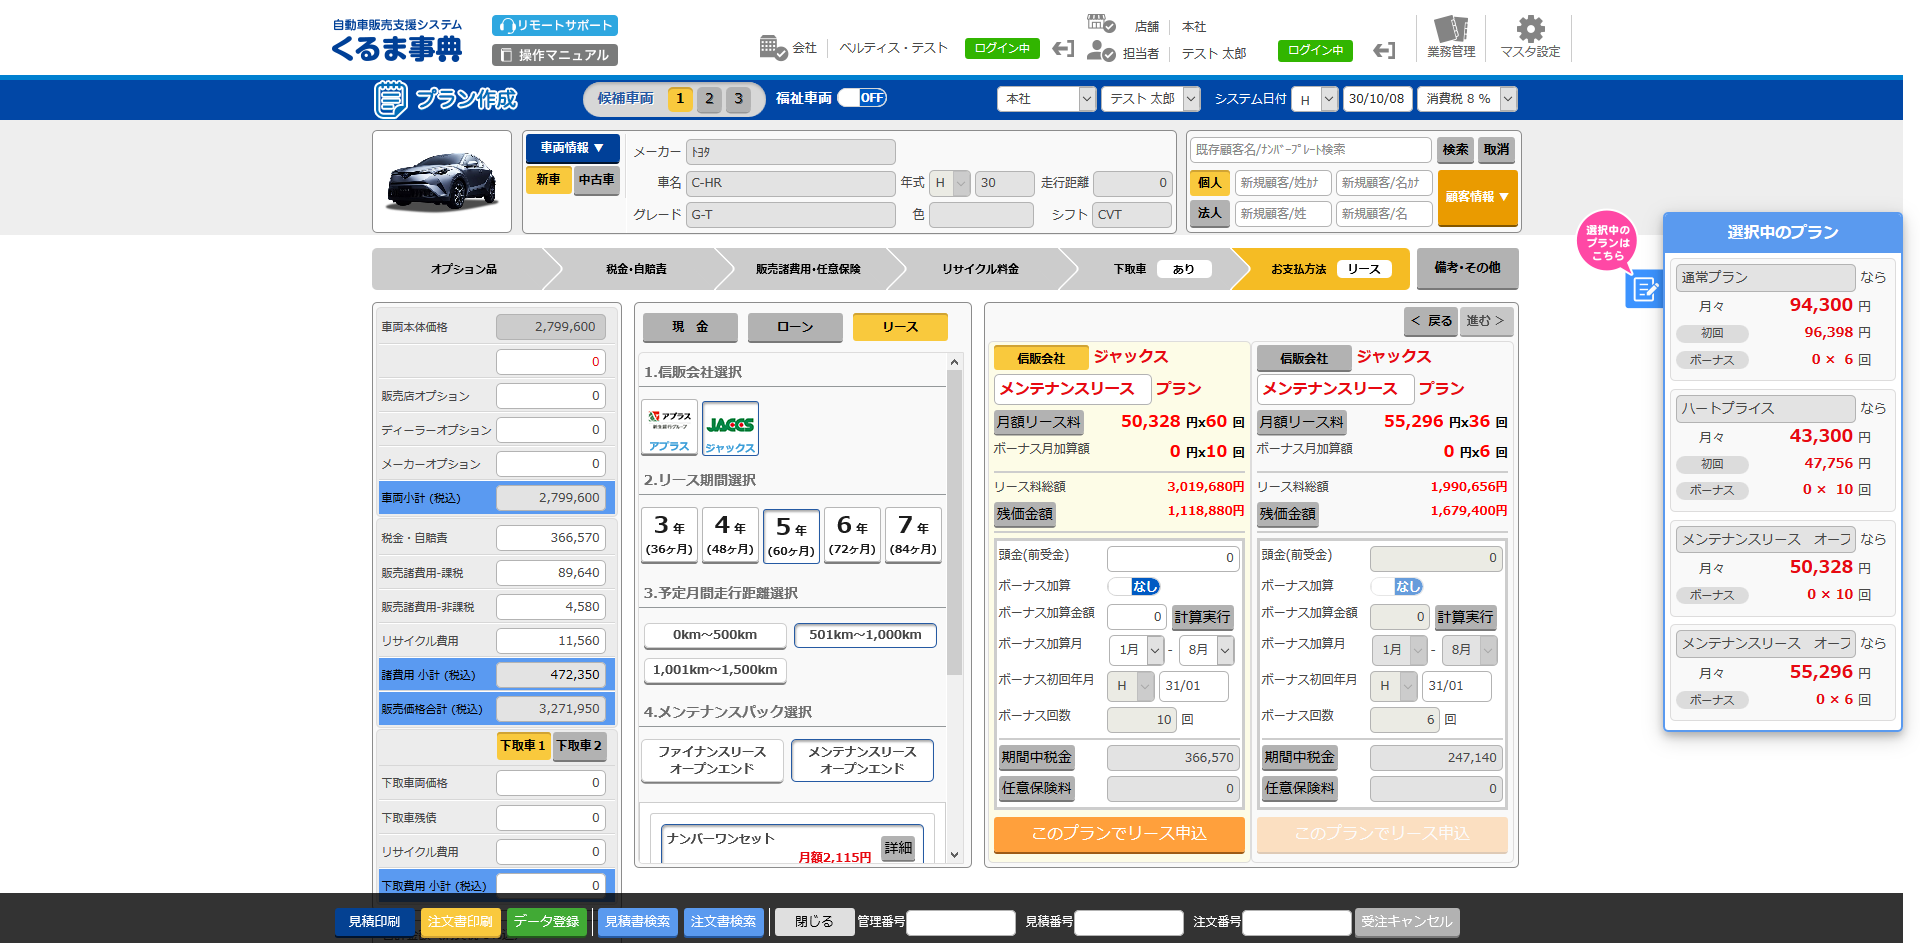 自動車販売支援システム
くるま事典
リモートサポート
操作マニュアル
会社 ベルティス・テスト ログイン中
店舗 本社
担当者 テスト 太郎 ログイン中
業務管理
マスタ設定
プラン作成
候補車両 1 2 3
福祉車両 OFF
本社 テスト 太郎 システム日付 H 30/10/08 消費税 8 %
車両情報 ▼
新車 中古車
メーカー ﾄﾖﾀ
車名 C-HR 年式 H 30 走行距離 0
グレード G-T 色 シフト CVT
既存顧客名/ﾅﾝﾊﾞｰﾌﾟﾚｰﾄ検索 検索 取消
個人 新規顧客/姓ｶﾅ 新規顧客/名ｶﾅ
法人 新規顧客/姓 新規顧客/名
顧客情報 ▼
オプション品
税金・自賠責
販売諸費用・任意保険
リサイクル料金
下取車 あり
お支払方法 リース
備考・その他
車両本体価格 2,799,600
0
販売店オプション 0
ディーラーオプション 0
メーカーオプション 0
車両小計 (税込) 2,799,600
税金・自賠責 366,570
販売諸費用-課税 89,640
販売諸費用-非課税 4,580
リサイクル費用 11,560
諸費用 小計 (税込) 472,350
販売価格合計 (税込) 3,271,950
下取車１ 下取車２
下取車両価格 0
下取車残債 0
リサイクル費用 0
下取費用 小計 (税込) 0
現　金 ローン リース
1.信販会社選択
アプラス
新生銀行グループ
アプラス
JACCS
ジャックス
2.リース期間選択
3 年 4 年 5 年 6 年 7 年
(36ヶ月) (48ヶ月) (60ヶ月) (72ヶ月) (84ヶ月)
3.予定月間走行距離選択
0km～500km 501km～1,000km
1,001km～1,500km
4.メンテナンスパック選択
ファイナンスリース
オープンエンド
メンテナンスリース
オープンエンド
ナンバーワンセット
月額2,115円 詳細
＜ 戻る 進む ＞
信販会社 ジャックス
メンテナンスリース プラン
月額リース料 50,328 円x60 回
ボーナス月加算額
0 円x10 回
リース料総額 3,019,680円
残価金額 1,118,880円
頭金(前受金) 0
ボーナス加算 なし
ボーナス加算金額 0 計算実行
ボーナス加算月 1月 - 8月
ボーナス初回年月 H 31/01
ボーナス回数 10 回
期間中税金 366,570
任意保険料 0
このプランでリース申込
信販会社 ジャックス
メンテナンスリース プラン
月額リース料 55,296 円x36 回
ボーナス月加算額
0 円x6 回
リース料総額 1,990,656円
残価金額 1,679,400円
頭金(前受金) 0
ボーナス加算 なし
ボーナス加算金額 0 計算実行
ボーナス加算月 1月 - 8月
ボーナス初回年月 H 31/01
ボーナス回数 6 回
期間中税金 247,140
任意保険料 0
このプランでリース申込
選択中の
プランは
こちら
選択中のプラン
通常プラン なら
月々 94,300 円
初回 96,398 円
ボーナス 0 × 6 回
ハートプライス なら
月々 43,300 円
初回 47,756 円
ボーナス 0 × 10 回
メンテナンスリース　オープ なら
月々 50,328 円
ボーナス 0 × 10 回
メンテナンスリース　オープ なら
月々 55,296 円
ボーナス 0 × 6 回
見積印刷 注文書印刷 データ登録 見積書検索 注文書検索 閉じる 管理番号 見積番号 注文番号 受注キャンセル